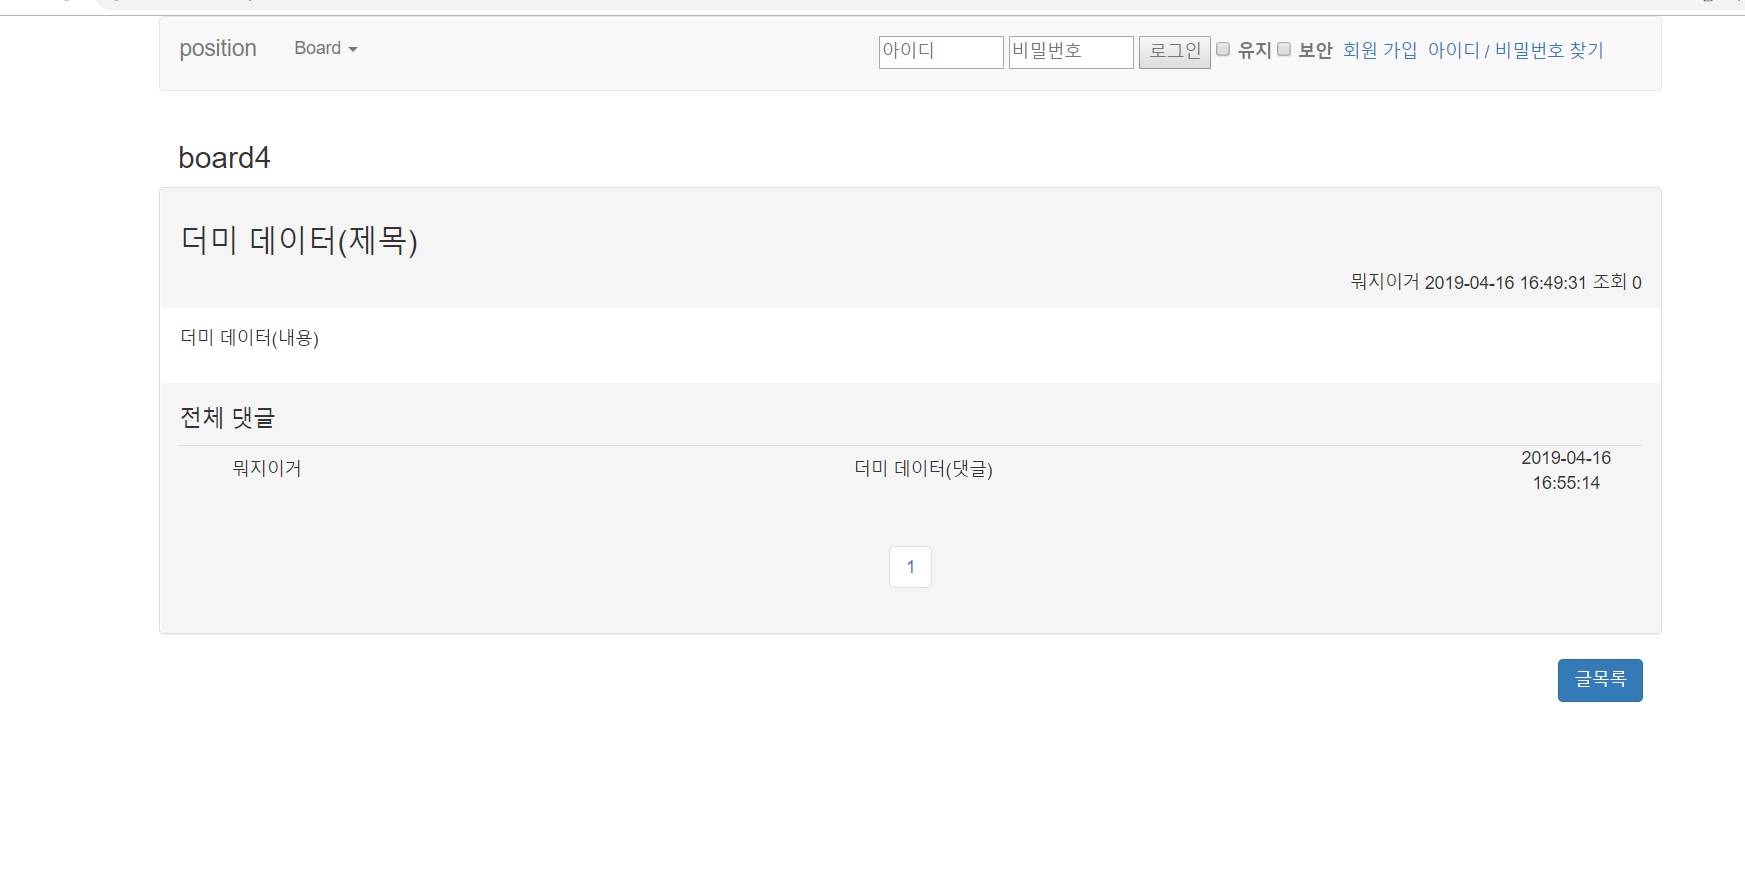 position Board 아이디 비밀번호 로그인 유지 보안 회원 가입 아이디 / 비밀번호 찾기
board4
더미 데이터(제목)
뭐지이거 2019-04-16 16:49:31 조회 0
더미 데이터(내용)
전체 댓글
뭐지이거 더미 데이터(댓글) 2019-04-16
16:55:14
1
글목록